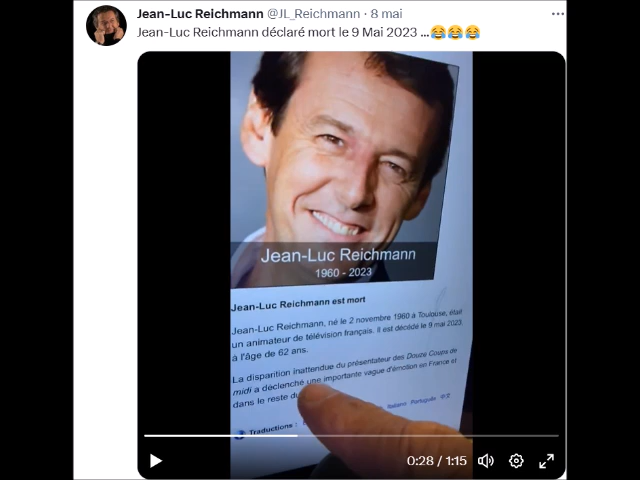 Jean-Luc Reichmann @JL_Reichmann · 8 mai
Jean-Luc Reichmann déclaré mort le 9 Mai 2023 ...😂😂😂
Jean-Luc Reichmann
1960 - 2023
Jean-Luc Reichmann est mort
Jean-Luc Reichmann, né le 2 novembre 1960 à Toulouse, était
un animateur de télévision français. Il est décédé le 9 mai 2023
à l'âge de 62 ans.
La disparition inattendue du présentateur des Douze Coups de
midi a déclenché une importante vague d'émotion en France et
dans le reste du
Traductions : Italiano Português 中文
0:28 / 1:15